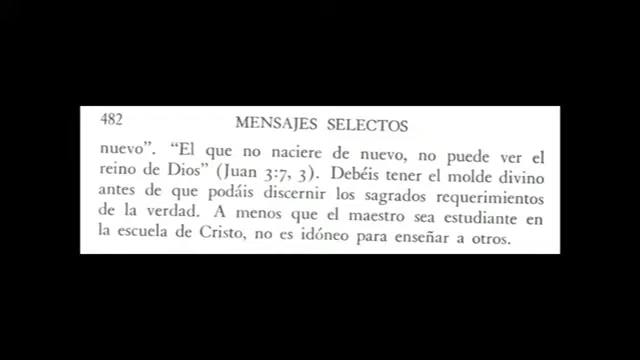 482
MENSAJES SELECTOS
nuevo”. “El que no naciere de nuevo, no puede ver el
reino de Dios” (Juan 3:7, 3). Debéis tener el molde divino
antes de que podáis discernir los sagrados requerimientos
de la verdad. A menos que el maestro sea estudiante en
la escuela de Cristo, no es idóneo para enseñar a otros.